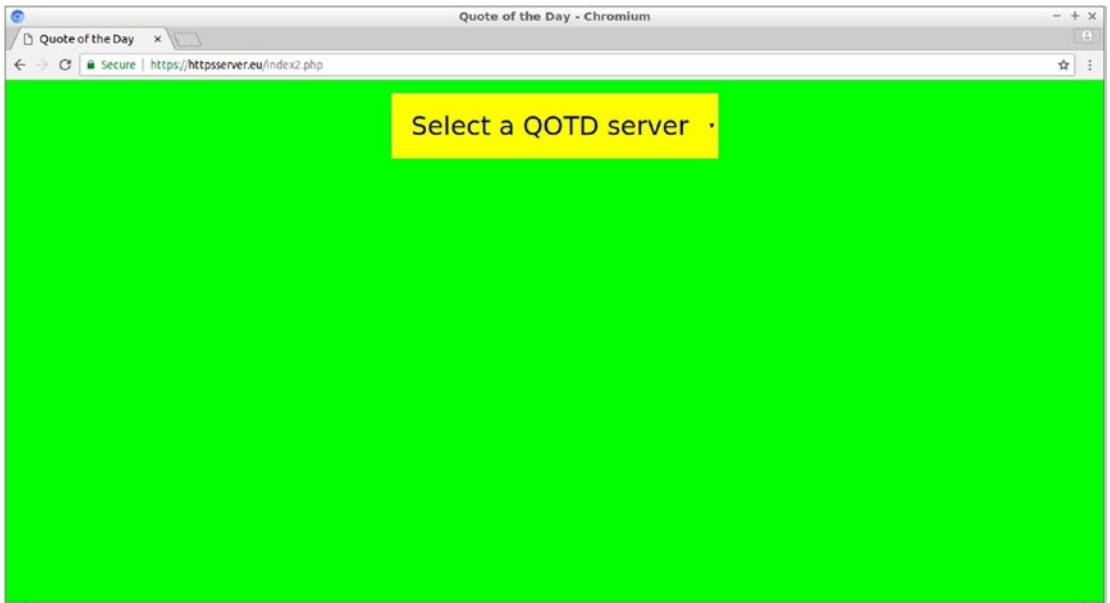 Quote of the Day - Chromium
Quote of the Day
Secure | https://httpsserver.eu/index2.php
Select a QOTD server